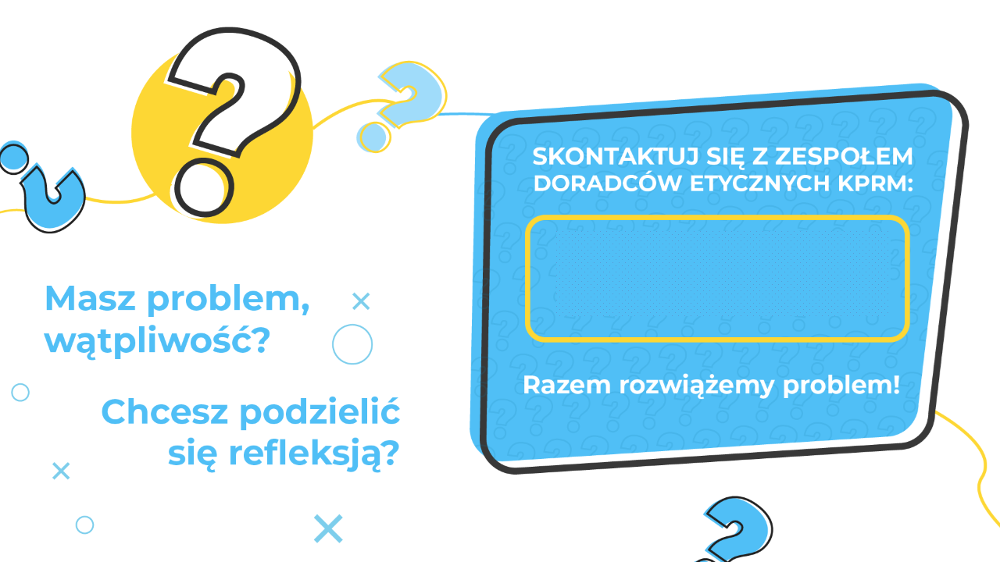 Masz problem,
wątpliwość?
Chcesz podzielić
się refleksją?
SKONTAKTUJ SIĘ Z ZESPOŁEM
DORADCÓW ETYCZNYCH KPRM:
Razem rozwiążemy problem!